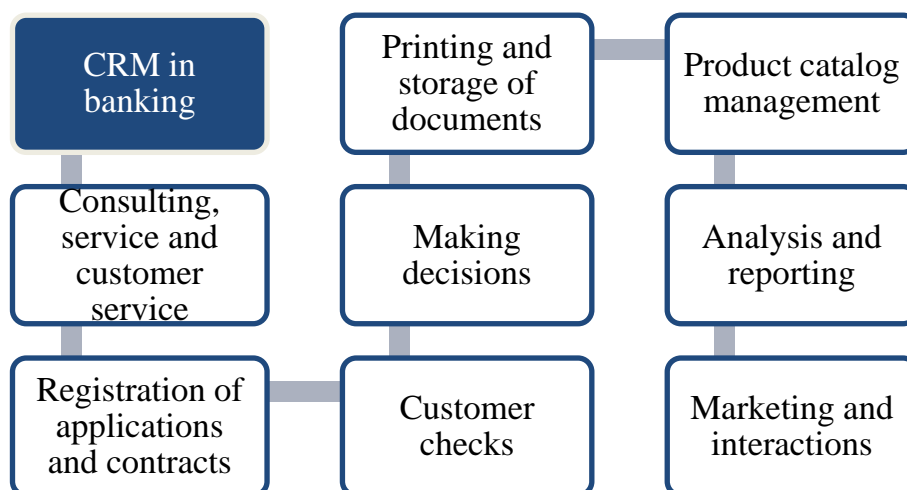 CRM in
banking
Consulting,
service and
customer
service
Registration of
applications
and contracts
Customer
checks
Making
decisions
Printing and
storage of
documents
Product catalog
management
Analysis and
reporting
Marketing and
interactions